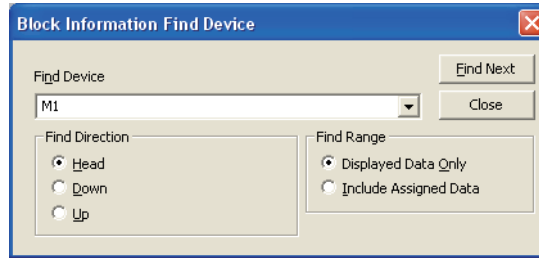 Block Information Find Device
Find Device
Find Next
M1
Close
Find Direction
Head
Down
Up
Find Range
Displayed Data Only
Include Assigned Data